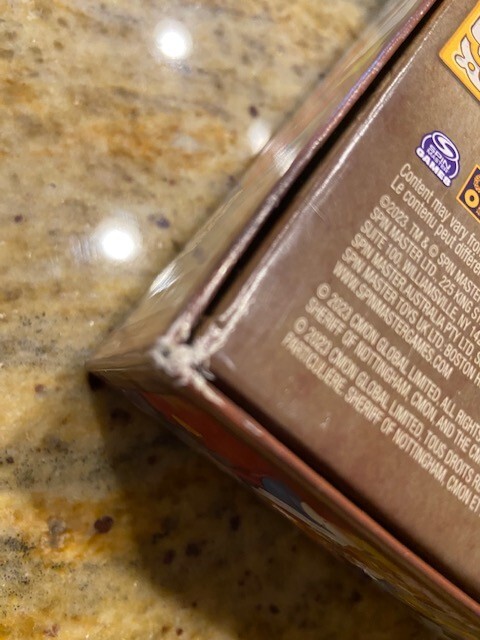 SPIN
GAMES
Content may vary from
Le contenu peut différe
©2023, TM & © SPIN MASTE
SPIN MASTER LTD., 225 KING S
SUITE 100, WILLIAMSVILLE, NY 14
SPIN MASTER AUSTRALIA PTY LTD, S
SPIN MASTER TOYS UK LTD, BOSTON H
WWW.SPINMASTERGAMES.COM
© 2023 CMON GLOBAL LIMITED, ALL RIGHTS
SHERIFF OF NOTTINGHAM, CMON, AND THE C
© 2023 CMON GLOBAL LIMITED, TOUS DROITS R
PARTICULIÈRE. SHERIFF OF NOTTINGHAM, CMON ET